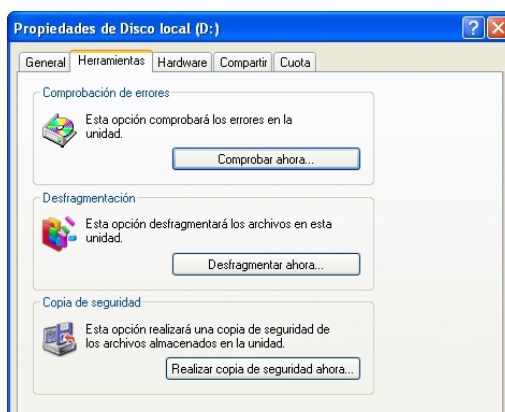 Propiedades de Disco local (D:)
General Herramientas Hardware Compartir Cuota
Comprobación de errores
Esta opción comprobará los errores en la
unidad.
Comprobar ahora...
Desfragmentación
Esta opción desfragmentará los archivos en esta
unidad.
Desfragmentar ahora...
Copia de seguridad
Esta opción realizará una copia de seguridad de
los archivos almacenados en la unidad.
Realizar copia de seguridad ahora...